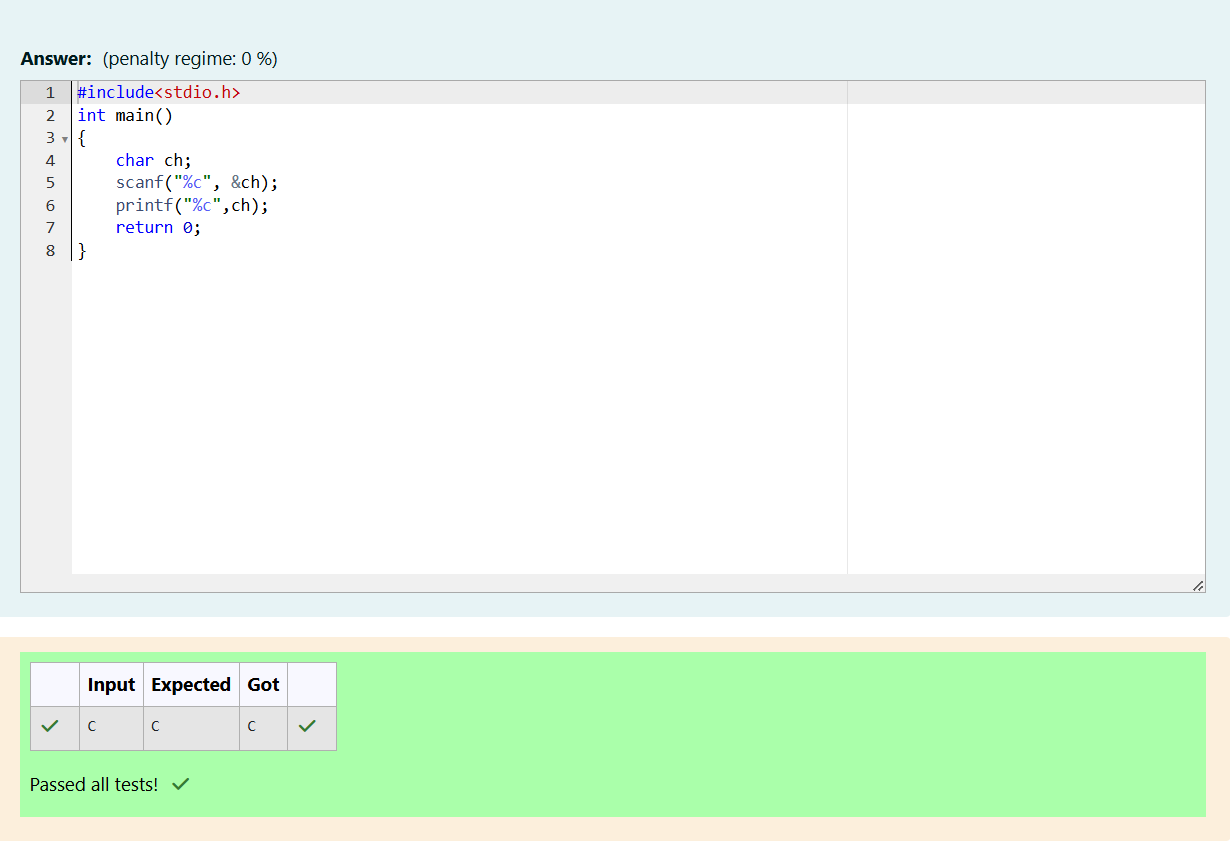 Answer: (penalty regime: 0 %)
1 #include<stdio.h>
2 int main()
3 {
4     char ch;
5     scanf("%c", &ch);
6     printf("%c",ch);
7     return 0;
8 }
Input Expected Got
C C C
Passed all tests!